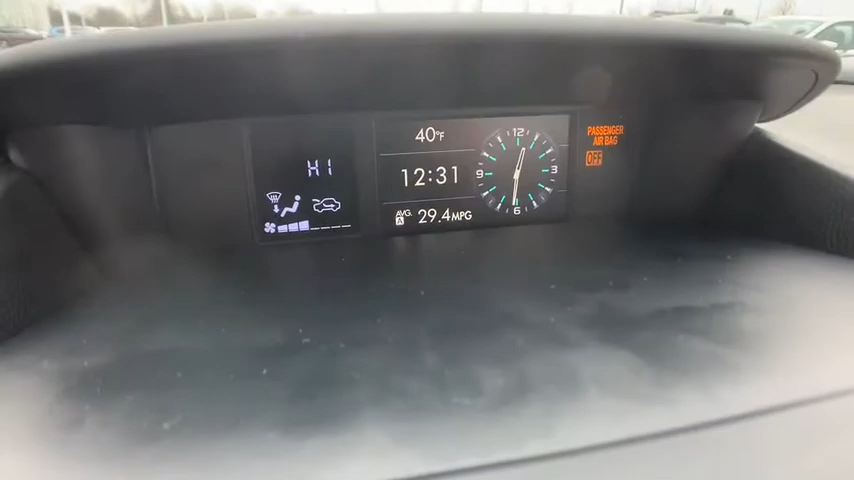 HI
40°F
12:31
AVG.
A
29.4MPG
12
3
6
9
PASSENGER
AIR BAG
OFF